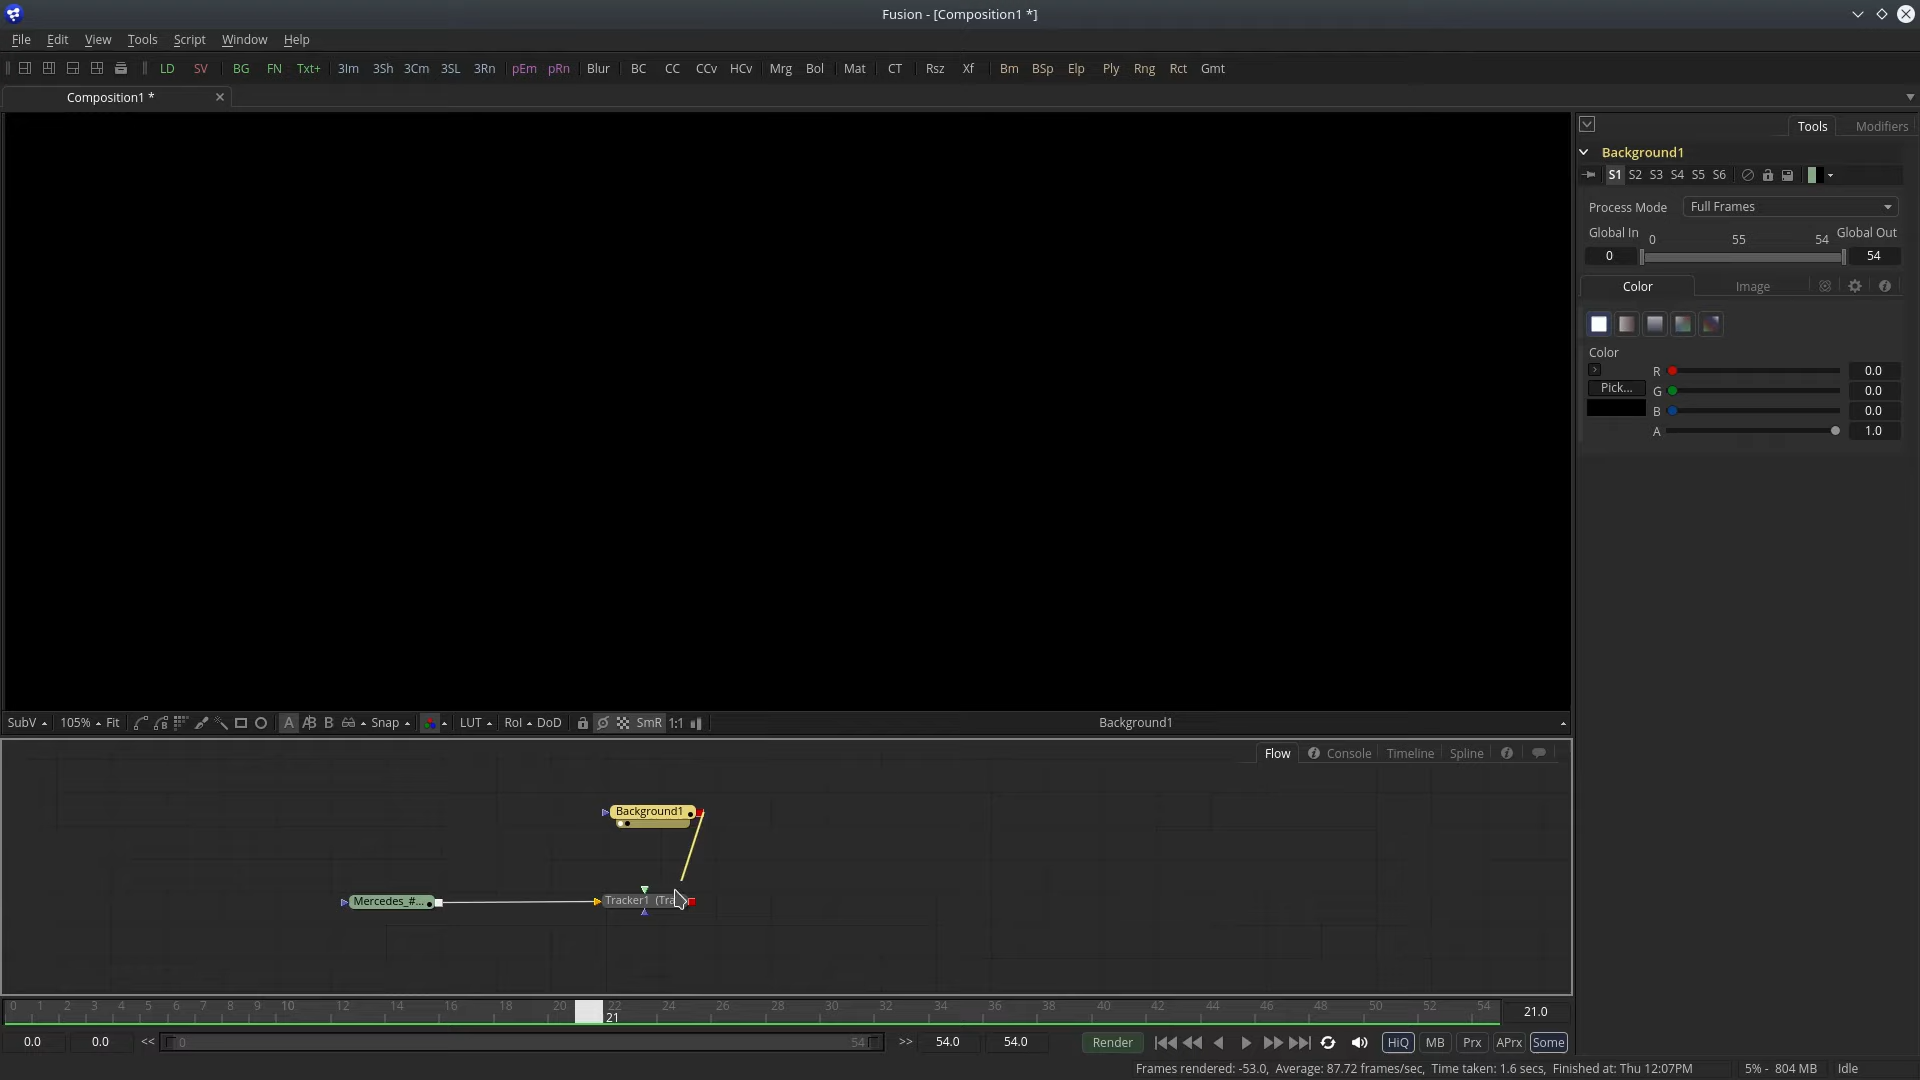 Fusion - [Composition1 *]
File Edit View Tools Script Window Help
LD SV BG FN Txt+ 3Im 3Sh 3Cm 3SL 3Rn pEm pRn Blur BC CC CCv HCv Mrg Bol Mat CT Rsz Xf Bm BSp Elp Ply Rng Rct Gmt
Composition1 *
Tools Modifiers
Background1
S1 S2 S3 S4 S5 S6
Process Mode Full Frames
Global In 0 55 54 Global Out
0 54
Color Image
Color
R 0.0
Pick... G 0.0
B 0.0
A 1.0
SubV 105% Fit A B Snap LUT RoI DoD SmR 1:1 Background1
Flow Console Timeline Spline
Background1
Mercedes_#... Tracker1 (Tra
0 1 2 3 4 5 6 7 8 9 10 12 14 16 18 20 22 24 26 28 30 32 34 36 38 40 42 44 46 48 50 52 54
21 21.0
0.0 0.0 << 0 54 >> 54.0 54.0 Render HiQ MB Prx APrx Some
Frames rendered: -53.0, Average: 87.72 frames/sec, Time taken: 1.6 secs, Finished at: Thu 12:07PM 5% - 804 MB Idle